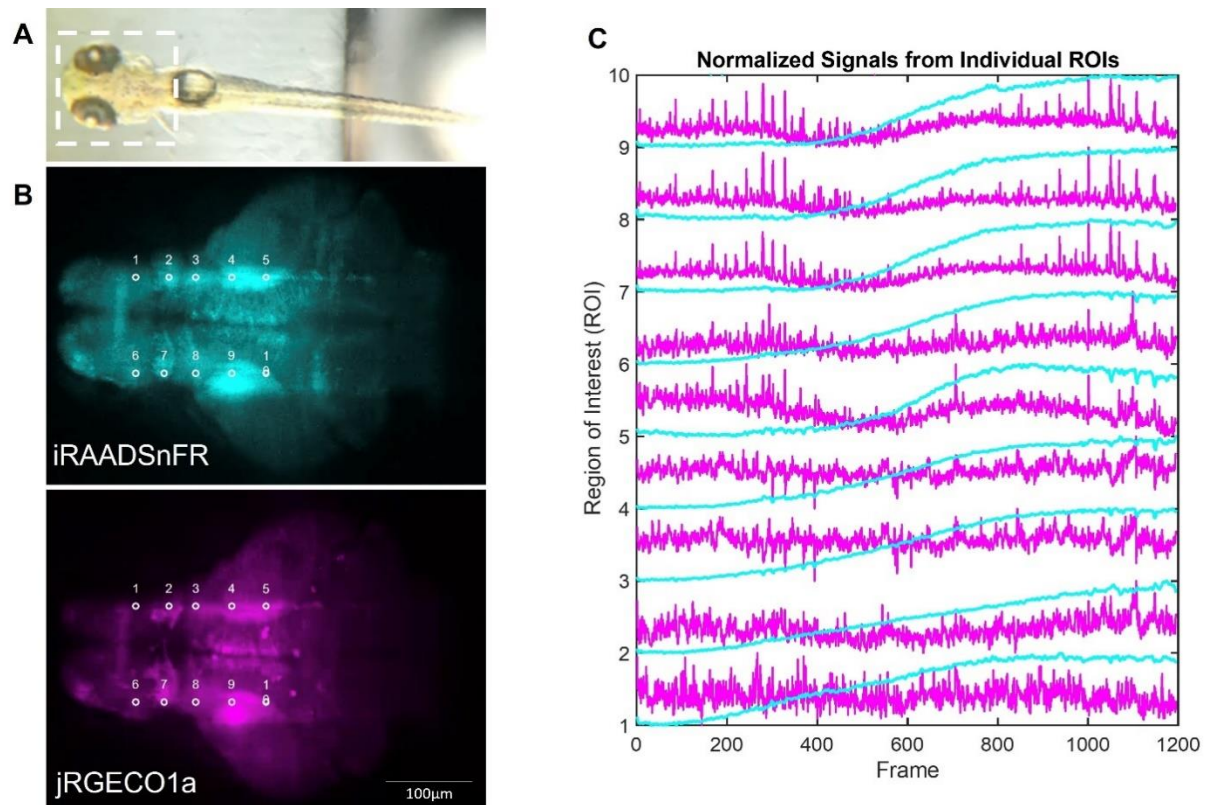 A
B
1 2 3 4 5
6 7 8 9 1
0
iRAADSnFR
1 2 3 4 5
6 7 8 9 1
0
jRGECO1a
100μm
C
Normalized Signals from Individual ROIs
10
9
8
7
6
5
4
3
2
1
Region of Interest (ROI)
0 200 400 600 800 1000 1200
Frame